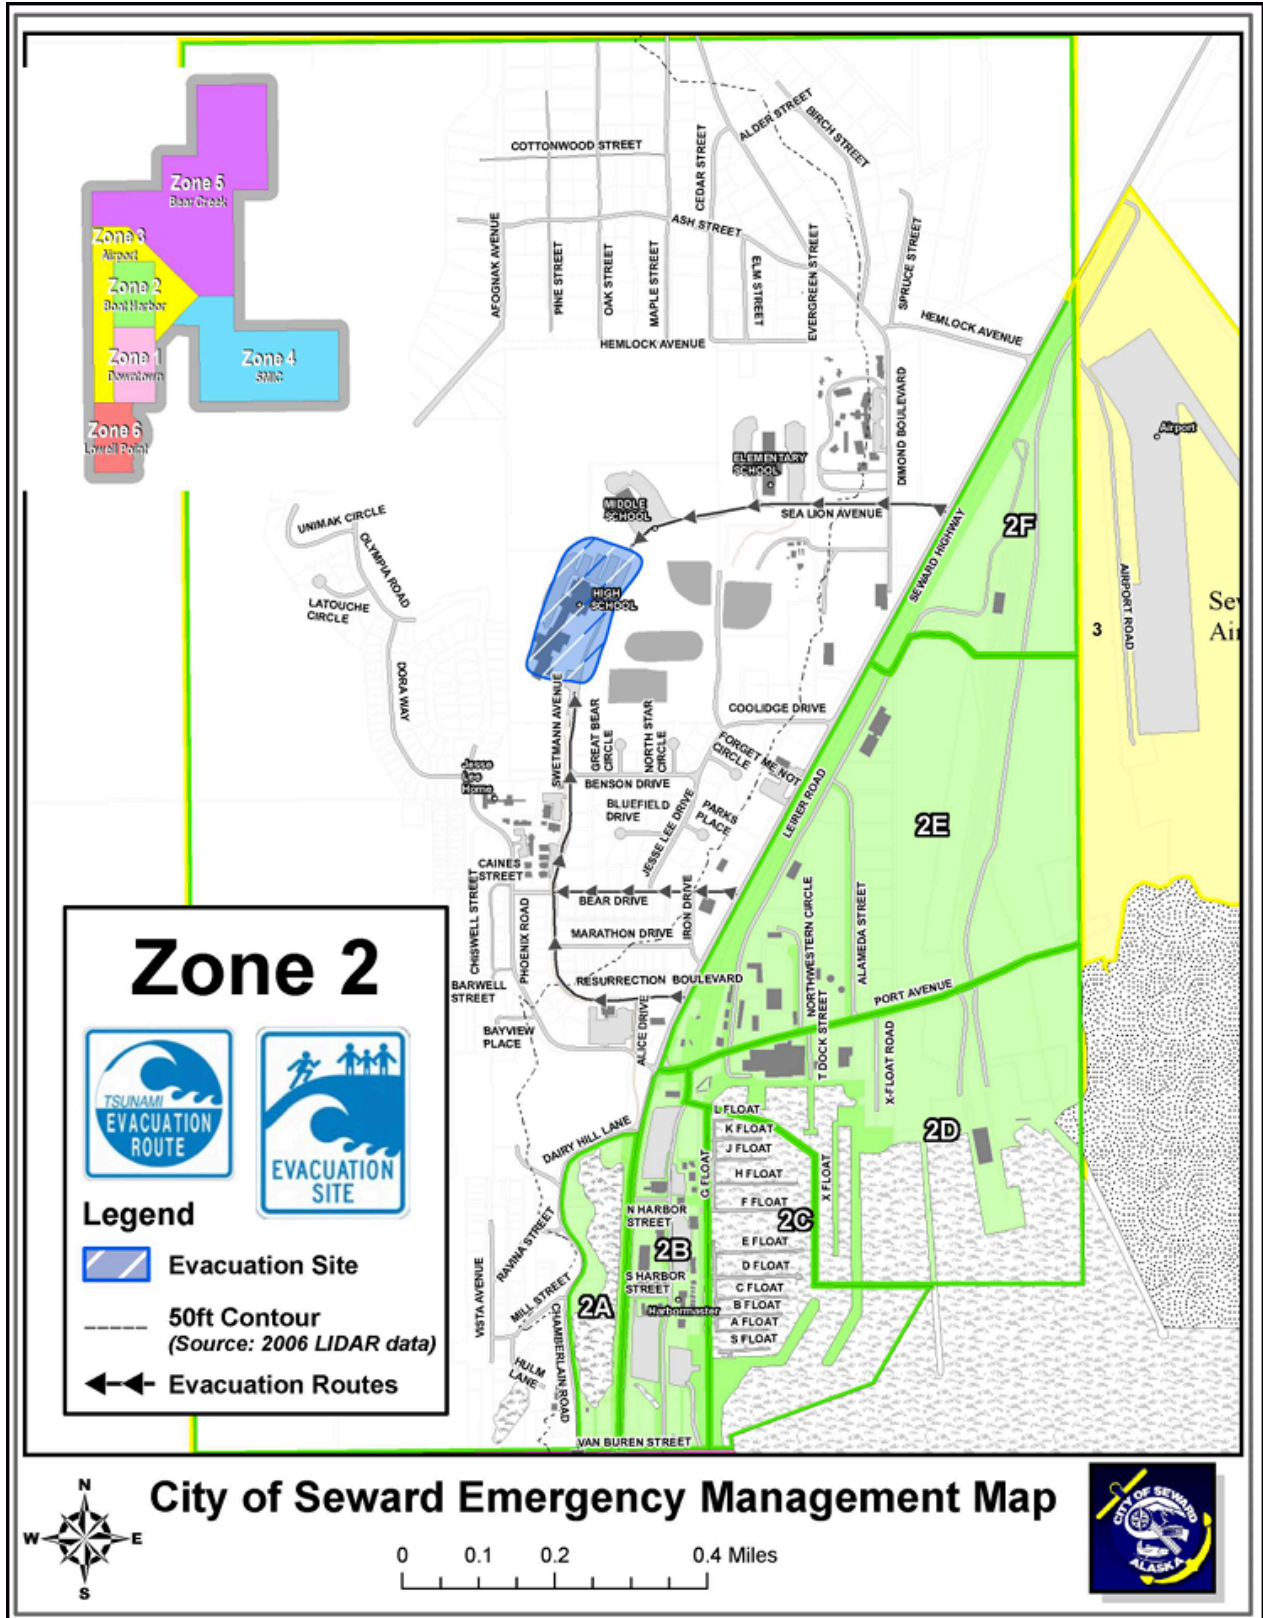 Zone 5
Bear Creek
Zone 3
Airport
Zone 2
Boat Harbor
Zone 1
Downtown
Zone 4
SMIC
Zone 6
Lowell Point
COTTONWOOD STREET
CEDAR STREET
ALDER STREET
BIRCH STREET
ASH STREET
AFOGNAK AVENUE
PINE STREET
OAK STREET
MAPLE STREET
ELM STREET
EVERGREEN STREET
SPRUCE STREET
HEMLOCK AVENUE
HEMLOCK AVENUE
DIMOND BOULEVARD
Airport
ELEMENTARY
SCHOOL
MIDDLE
SCHOOL
SEA LION AVENUE
SEWARD HIGHWAY
2F
UNIMAK CIRCLE
OLYMPIA ROAD
LATOUCHE
CIRCLE
HIGH
SCHOOL
AIRPORT ROAD
3
Sew
Air
DORA WAY
SWETMANN AVENUE
GREAT BEAR
CIRCLE
NORTH STAR
CIRCLE
COOLIDGE DRIVE
FORGET ME NOT
CIRCLE
Jesse
Lee
Home
BENSON DRIVE
BLUEFIELD
DRIVE
JESSE LEE DRIVE
PARKS
PLACE
LEIRER ROAD
2E
CAINES
STREET
CHISWELL STREET
PHOENIX ROAD
BEAR DRIVE
IRON DRIVE
MARATHON DRIVE
NORTHWESTERN CIRCLE
ALAMEDA STREET
RESURRECTION BOULEVARD
BARWELL
STREET
BAYVIEW
PLACE
ALICE DRIVE
PORT AVENUE
T DOCK STREET
X-FLOAT ROAD
2D
DAIRY HILL LANE
L FLOAT
K FLOAT
J FLOAT
H FLOAT
F FLOAT
E FLOAT
D FLOAT
C FLOAT
B FLOAT
A FLOAT
S FLOAT
G FLOAT
X FLOAT
2C
N HARBOR
STREET
2B
S HARBOR
STREET
Harbormaster
2A
RAVINA STREET
VISTA AVENUE
MILL STREET
CHAMBERLAIN ROAD
HULM
LANE
VAN BUREN STREET
Zone 2
TSUNAMI
EVACUATION
ROUTE
EVACUATION
SITE
Legend
Evacuation Site
50ft Contour
(Source: 2006 LIDAR data)
Evacuation Routes
N
W
E
S
City of Seward Emergency Management Map
0 0.1 0.2 0.4 Miles
CITY OF SEWARD
ALASKA